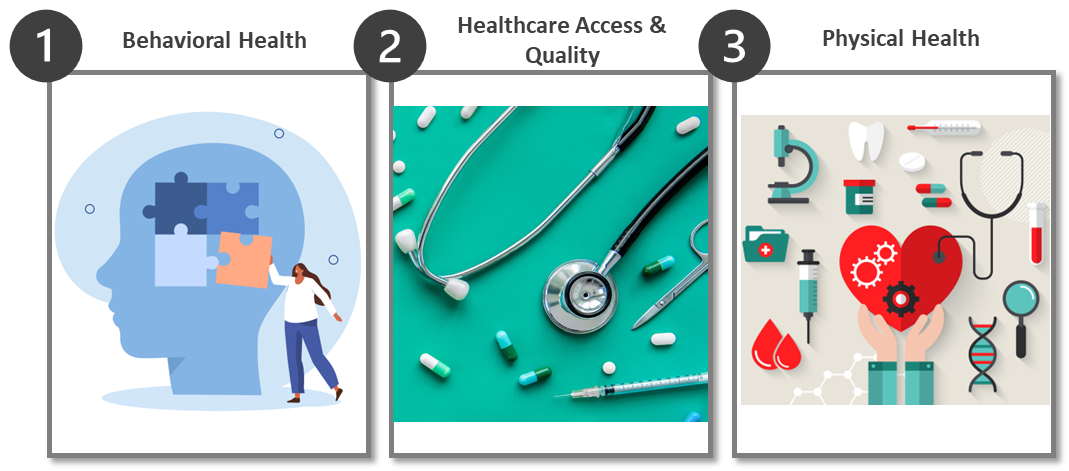 1
Behavioral Health
2
Healthcare Access &
Quality
3
Physical Health